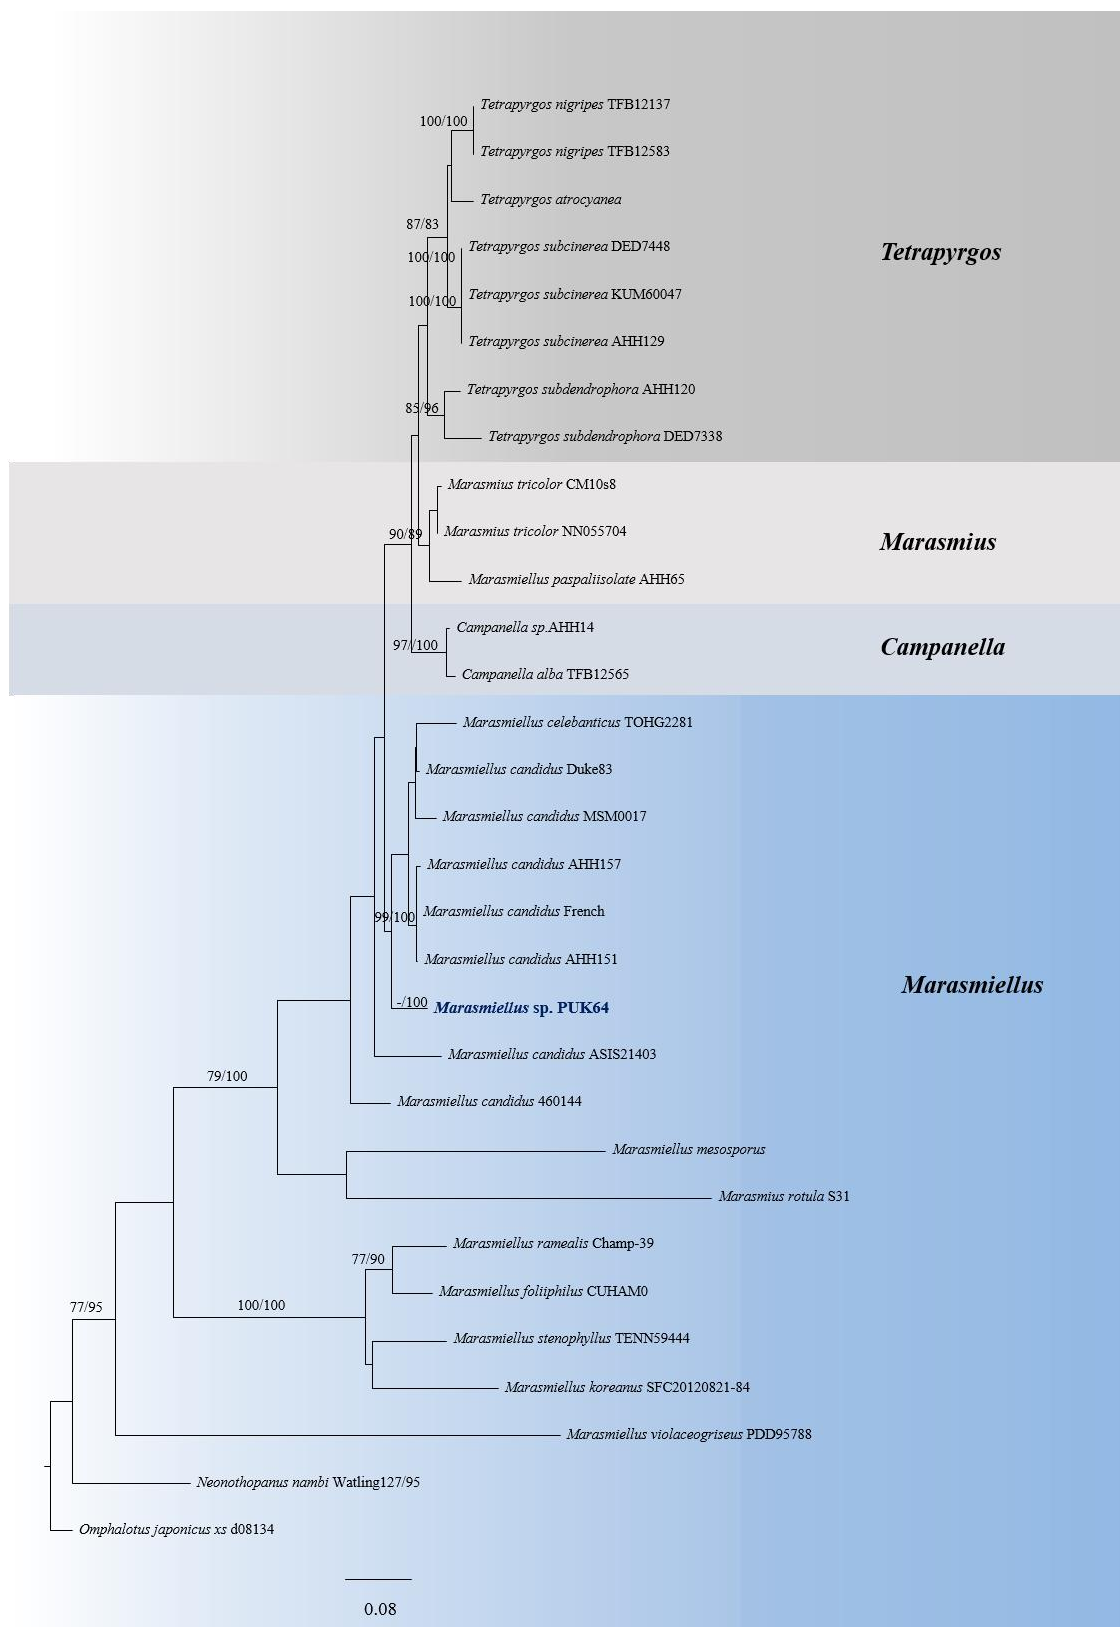 Tetrapyrgos nigripes TFB12137
100/100
Tetrapyrgos nigripes TFB12583
Tetrapyrgos atrocyanea
87/83
Tetrapyrgos subcinerea DED7448
Tetrapyrgos
100/100
Tetrapyrgos subcinerea KUM60047
100/100
Tetrapyrgos subcinerea AHH129
Tetrapyrgos subdendrophora AHH120
85/96
Tetrapyrgos subdendrophora DED7338
Marasmius tricolor CM10s8
Marasmius tricolor NN055704
90/89
Marasmius
Marasmiellus paspaliisolate AHH65
Campanella sp.AHH14
97//100
Campanella
Campanella alba TFB12565
Marasmiellus celebanticus TOHG2281
Marasmiellus candidus Duke83
Marasmiellus candidus MSM0017
Marasmiellus candidus AHH157
Marasmiellus candidus French
99/100
Marasmiellus candidus AHH151
Marasmiellus
-/100
Marasmiellus sp. PUK64
Marasmiellus candidus ASIS21403
79/100
Marasmiellus candidus 460144
Marasmiellus mesosporus
Marasmius rotula S31
Marasmiellus ramealis Champ-39
77/90
Marasmiellus foliiphilus CUHAM0
100/100
77/95
Marasmiellus stenophyllus TENN59444
Marasmiellus koreanus SFC20120821-84
Marasmiellus violaceogriseus PDD95788
Neonothopanus nambi Watling127/95
Omphalotus japonicus xs d08134
0.08